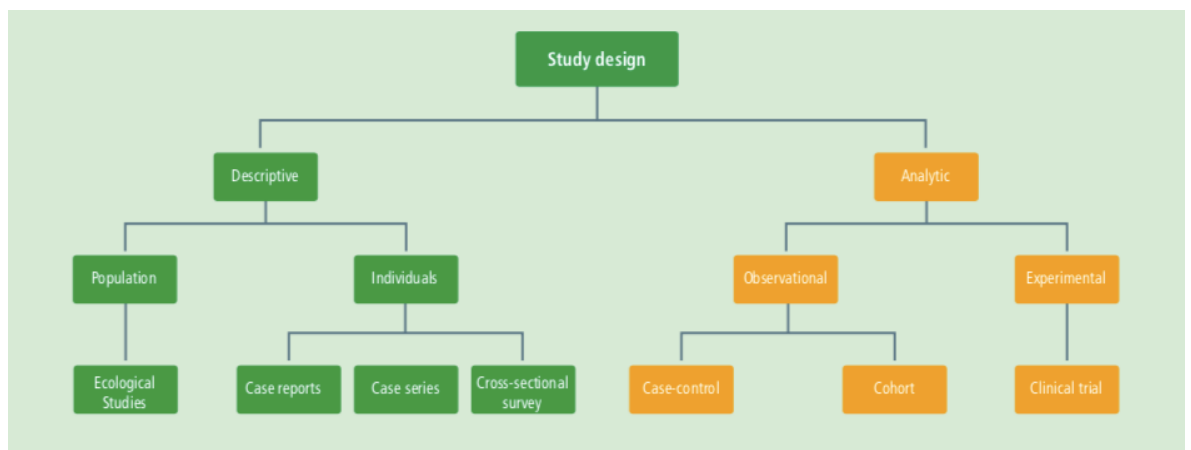 Study design
Descriptive
Analytic
Population
Individuals
Observational
Experimental
Ecological
Studies
Case reports
Case series
Cross-sectional
survey
Case-control
Cohort
Clinical trial